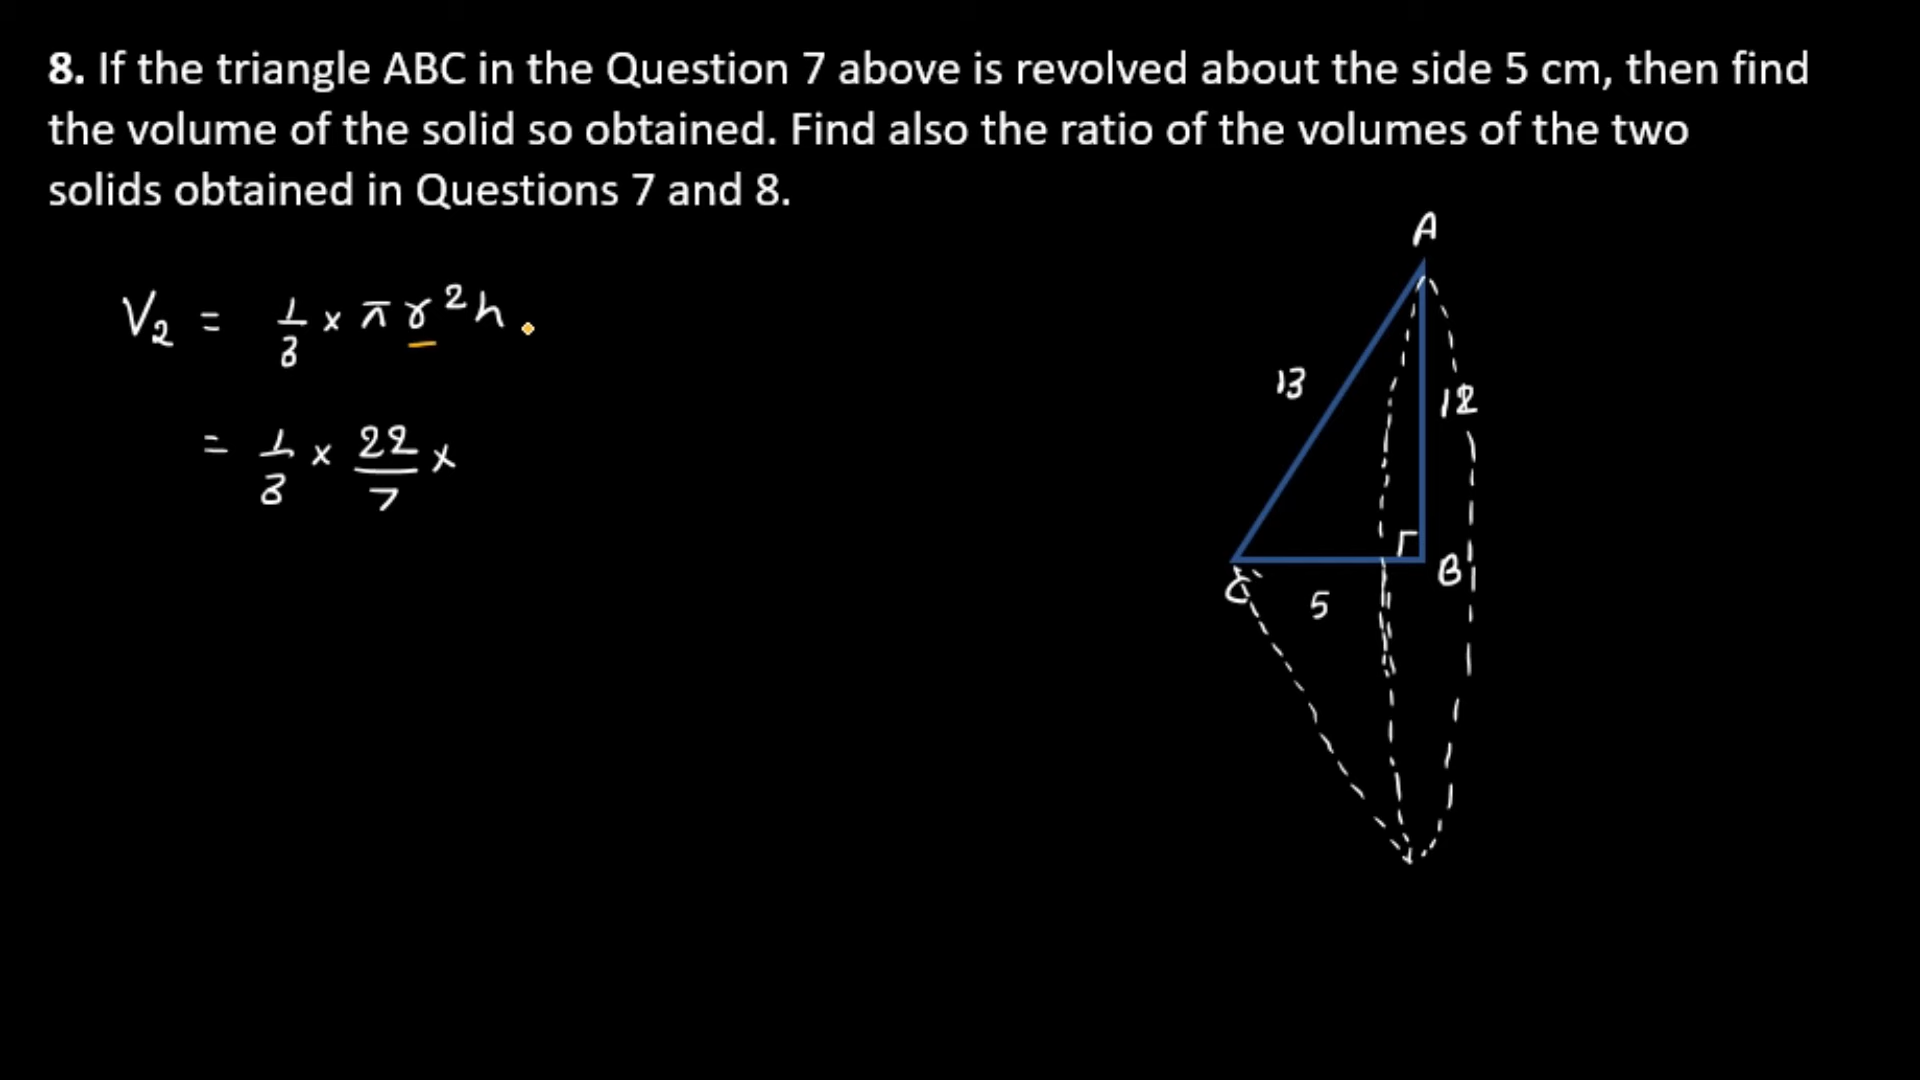 8. If the triangle ABC in the Question 7 above is revolved about the side 5 cm, then find
the volume of the solid so obtained. Find also the ratio of the volumes of the two
solids obtained in Questions 7 and 8.
V₂ = 1/3 × π r²h.
= 1/3 × 22/7 ×
A
13
12
B
C
5